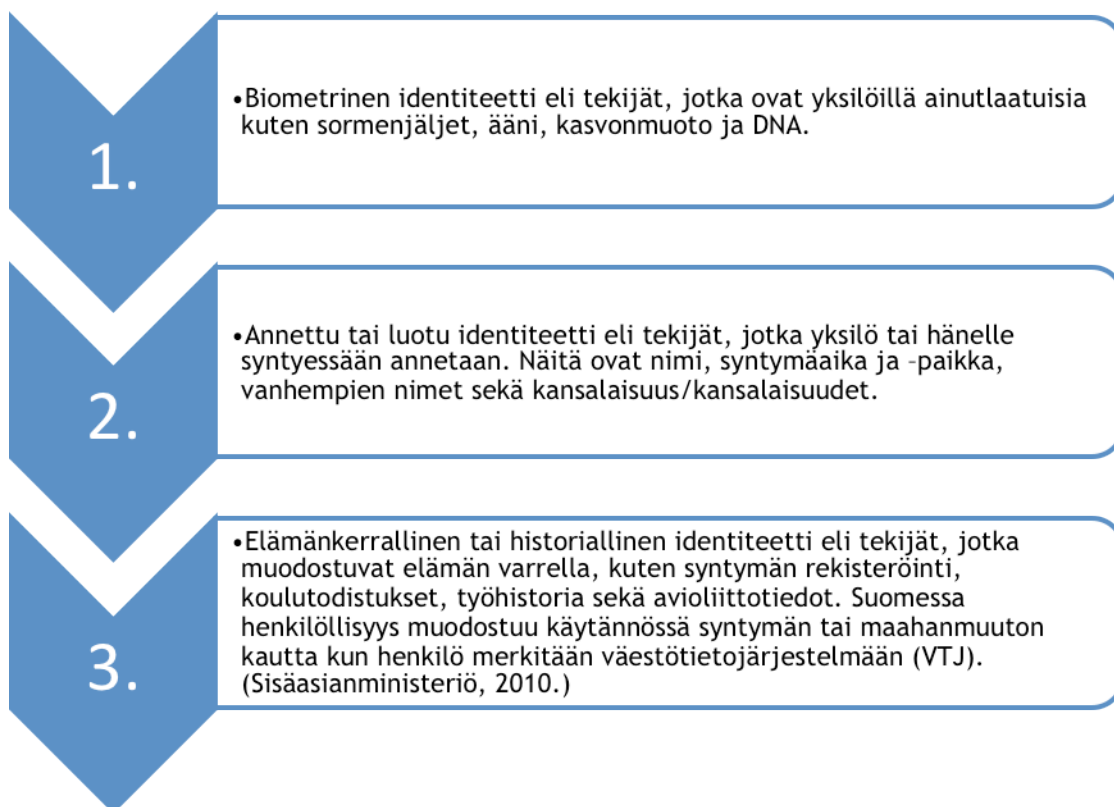 1.
•Biometrinen identiteetti eli tekijät, jotka ovat yksilöillä ainutlaatuisia
kuten sormenjäljet, ääni, kasvonmuoto ja DNA.
2.
•Annettu tai luotu identiteetti eli tekijät, jotka yksilö tai hänelle
syntyessään annetaan. Näitä ovat nimi, syntymäaika ja –paikka,
vanhempien nimet sekä kansalaisuus/kansalaisuudet.
3.
•Elämänkerrallinen tai historiallinen identiteetti eli tekijät, jotka
muodostuvat elämän varrella, kuten syntymän rekisteröinti,
koulutodistukset, työhistoria sekä avioliittotiedot. Suomessa
henkilöllisyys muodostuu käytännössä syntymän tai maahanmuuton
kautta kun henkilö merkitään väestötietojärjestelmään (VTJ).
(Sisäasianministeriö, 2010.)